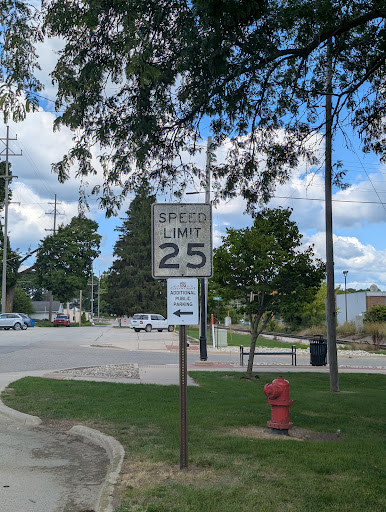 SPEED
LIMIT
25
ADDITIONAL
PUBLIC
PARKING